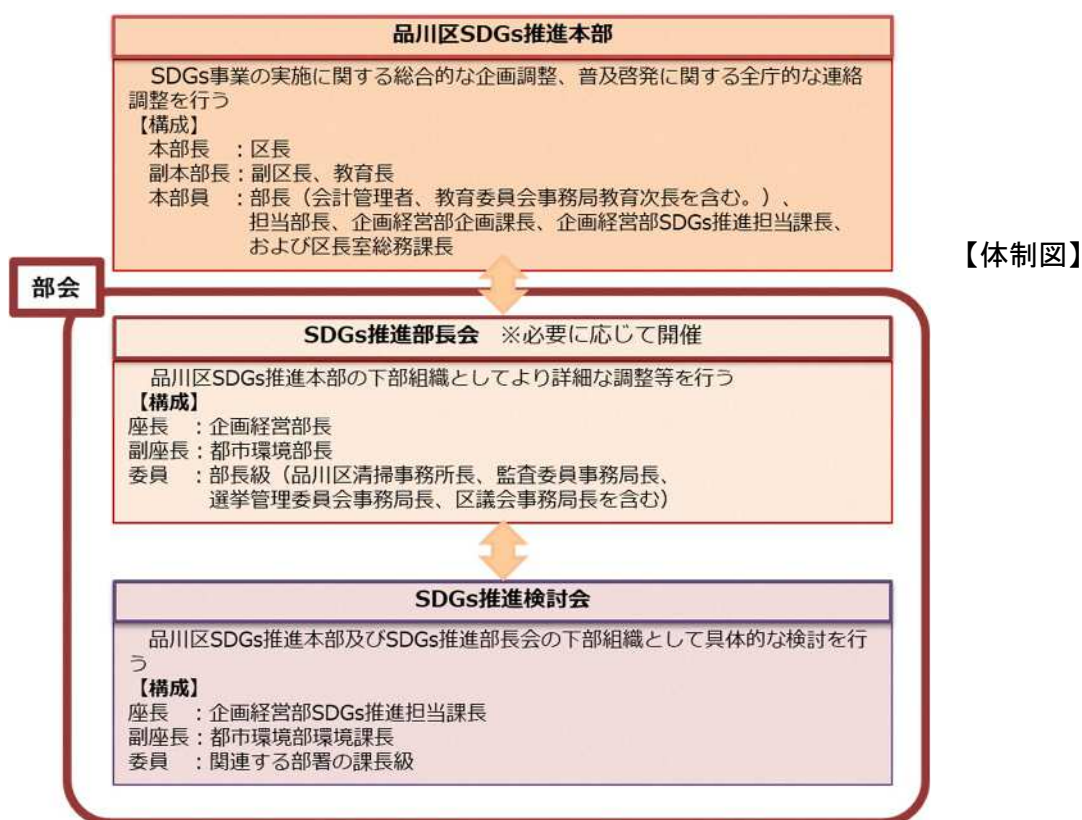 品川区SDGs推進本部
SDGs事業の実施に関する総合的な企画調整、普及啓発に関する全庁的な連絡
調整を行う
【構成】
本部長　：区長
副本部長：副区長、教育長
本部員　：部長（会計管理者、教育委員会事務局教育次長を含む。）、
担当部長、企画経営部企画課長、企画経営部SDGs推進担当課長、
および区長室総務課長
【体制図】
部会
SDGs推進部長会　※必要に応じて開催
品川区SDGs推進本部の下部組織としてより詳細な調整等を行う
【構成】
座長　：企画経営部長
副座長：都市環境部長
委員　：部長級（品川区清掃事務所長、監査委員事務局長、
選挙管理委員会事務局長、区議会事務局長を含む）
SDGs推進検討会
品川区SDGs推進本部及びSDGs推進部長会の下部組織として具体的な検討を行
う
【構成】
座長　：企画経営部SDGs推進担当課長
副座長：都市環境部環境課長
委員　：関連する部署の課長級